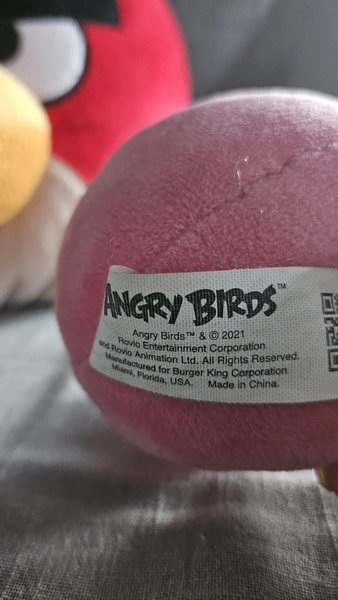 ANGRY BIRDS™
Angry Birds™ & © 2021
Rovio Entertainment Corporation
and Rovio Animation Ltd. All Rights Reserved.
Manufactured for Burger King Corporation
Miami, Florida, USA. Made in China.